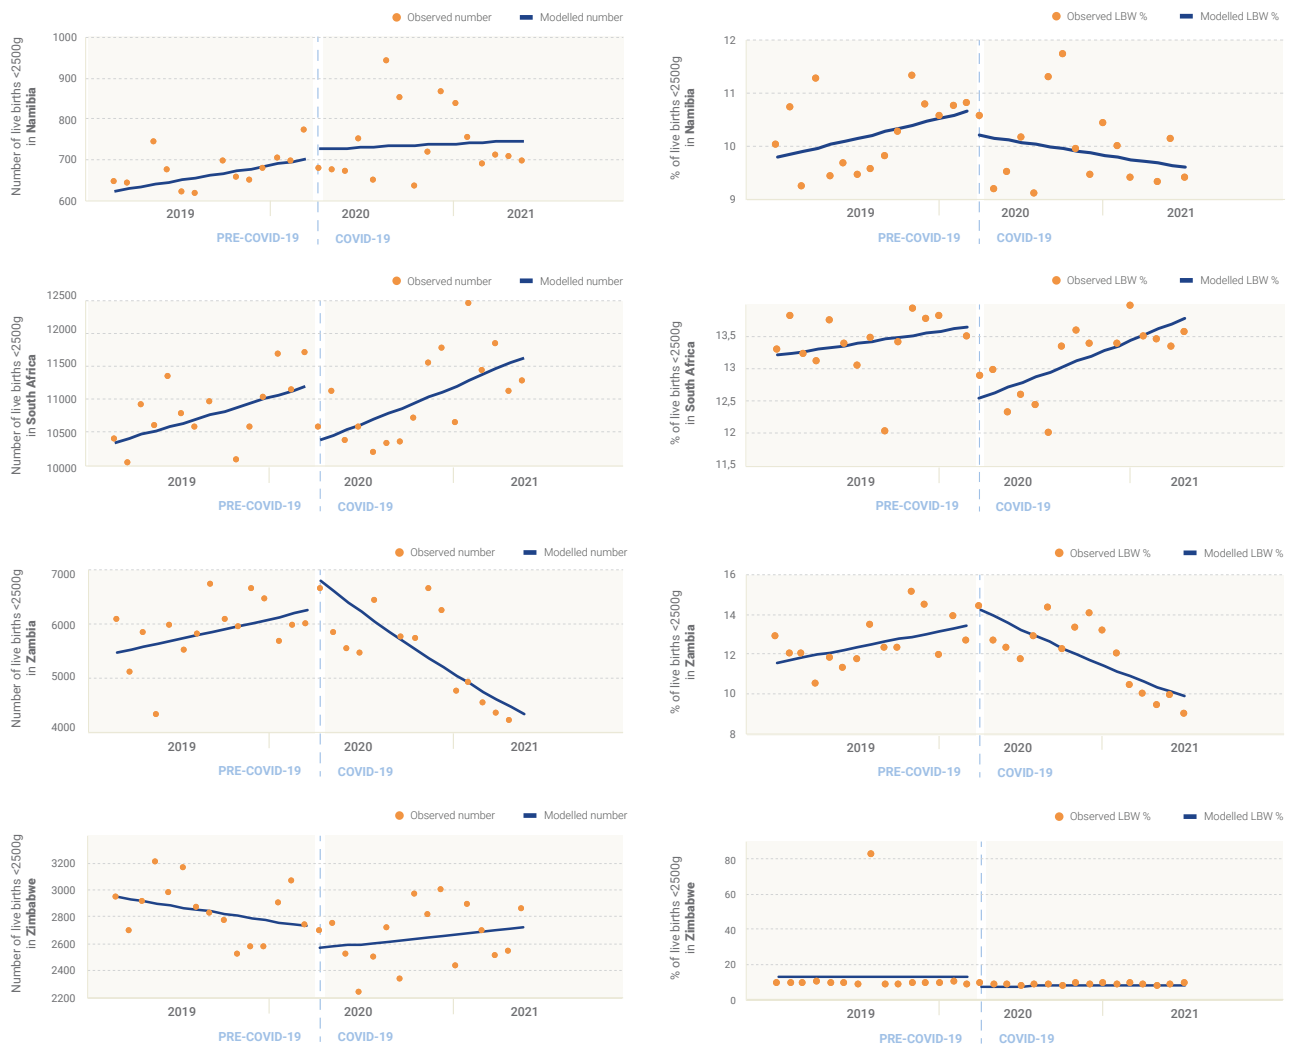 Observed number Modelled number
Number of live births <2500g
in Namibia
1000
900
800
700
600
2019 2020 2021
PRE-COVID-19 COVID-19
Observed LBW % Modelled LBW %
% of live births <2500g
in Namibia
12
11
10
9
2019 2020 2021
PRE-COVID-19 COVID-19
Observed number Modelled number
Number of live births <2500g
in South Africa
12500
12000
11500
11000
10500
10000
2019 2020 2021
PRE-COVID-19 COVID-19
Observed LBW % Modelled LBW %
% of live births <2500g
in South Africa
13,5
13
12,5
12
11,5
2019 2020 2021
PRE-COVID-19 COVID-19
Observed number Modelled number
Number of live births <2500g
in Zambia
7000
6000
5000
4000
2019 2020 2021
PRE-COVID-19 COVID-19
Observed LBW % Modelled LBW %
% of live births <2500g
in Zambia
16
14
12
10
8
2019 2020 2021
PRE-COVID-19 COVID-19
Observed number Modelled number
Number of live births <2500g
in Zimbabwe
3200
3000
2800
2600
2400
2200
2019 2020 2021
PRE-COVID-19 COVID-19
Observed LBW % Modelled LBW %
% of live births <2500g
in Zimbabwe
80
60
40
20
0
2019 2020 2021
PRE-COVID-19 COVID-19